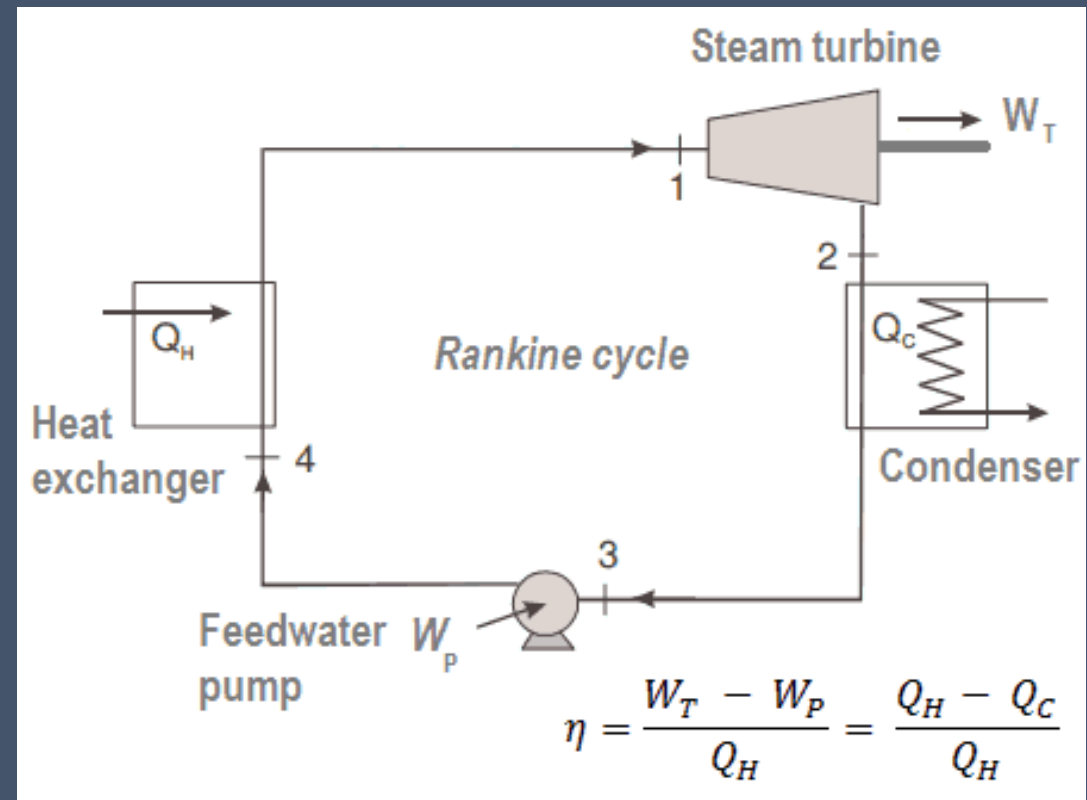 Steam turbine
W_T
1
2
Q_H
Rankine cycle
Q_C
Heat
exchanger
4
Condenser
3
Feedwater
pump
W_P
η = (W_T − W_P)/Q_H = (Q_H − Q_C)/Q_H